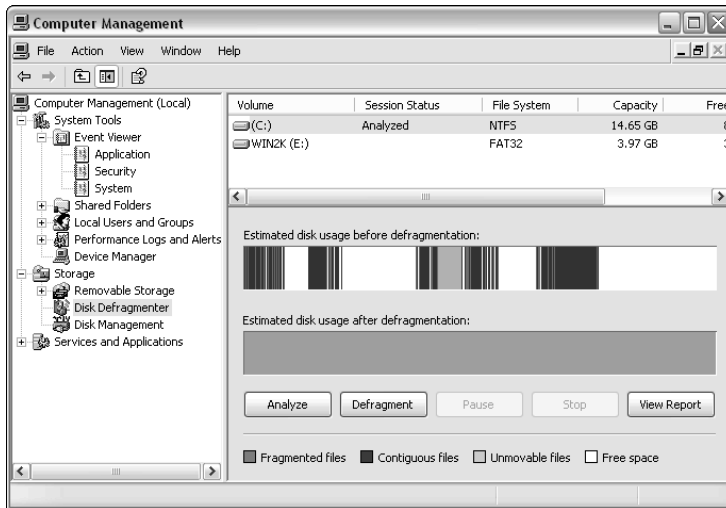 Computer Management
File Action View Window Help
Computer Management (Local)
System Tools
Event Viewer
Application
Security
System
Shared Folders
Local Users and Groups
Performance Logs and Alerts
Device Manager
Storage
Removable Storage
Disk Defragmenter
Disk Management
Services and Applications
Volume Session Status File System Capacity Free
(C:) Analyzed NTFS 14.65 GB
WIN2K (E:) FAT32 3.97 GB
Estimated disk usage before defragmentation:
Estimated disk usage after defragmentation:
Analyze Defragment Pause Stop View Report
Fragmented files Contiguous files Unmovable files Free space